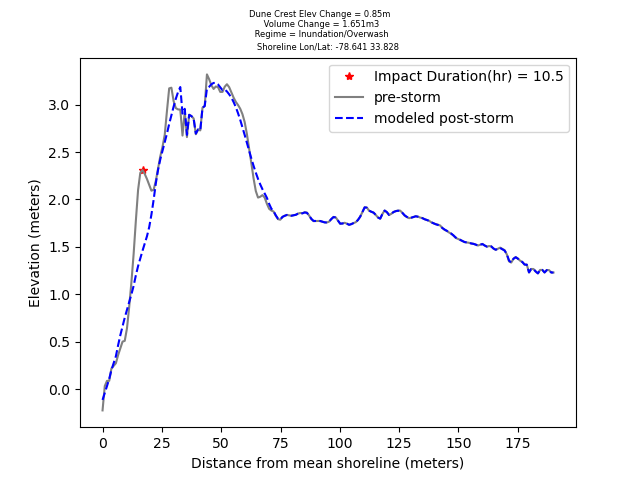 Dune Crest Elev Change = 0.85m
Volume Change = 1.651m3
Regime = Inundation/Overwash
Shoreline Lon/Lat: -78.641 33.828
Impact Duration(hr) = 10.5
pre-storm
modeled post-storm
Elevation (meters)
3.0
2.5
2.0
1.5
1.0
0.5
0.0
0 25 50 75 100 125 150 175
Distance from mean shoreline (meters)